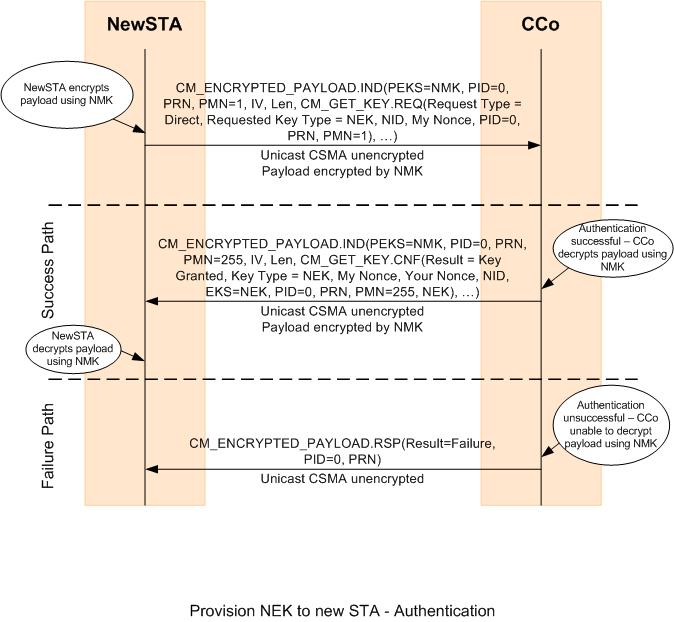 NewSTA
CCo
NewSTA encrypts
payload using NMK
CM_ENCRYPTED_PAYLOAD.IND(PEKS=NMK, PID=0,
PRN, PMN=1, IV, Len, CM_GET_KEY.REQ(Request Type =
Direct, Requested Key Type = NEK, NID, My Nonce, PID=0,
PRN, PMN=1), …)
Unicast CSMA unencrypted
Payload encrypted by NMK
Success Path
CM_ENCRYPTED_PAYLOAD.IND(PEKS=NMK, PID=0, PRN,
PMN=255, IV, Len, CM_GET_KEY.CNF(Result = Key
Granted, Key Type = NEK, My Nonce, Your Nonce, NID,
EKS=NEK, PID=0, PRN, PMN=255, NEK), …)
Unicast CSMA unencrypted
Payload encrypted by NMK
Authentication
successful – CCo
decrypts payload using
NMK
NewSTA
decrypts payload
using NMK
Failure Path
CM_ENCRYPTED_PAYLOAD.RSP(Result=Failure,
PID=0, PRN)
Unicast CSMA unencrypted
Authentication
unsuccessful – CCo
unable to decrypt
payload using NMK
Provision NEK to new STA - Authentication